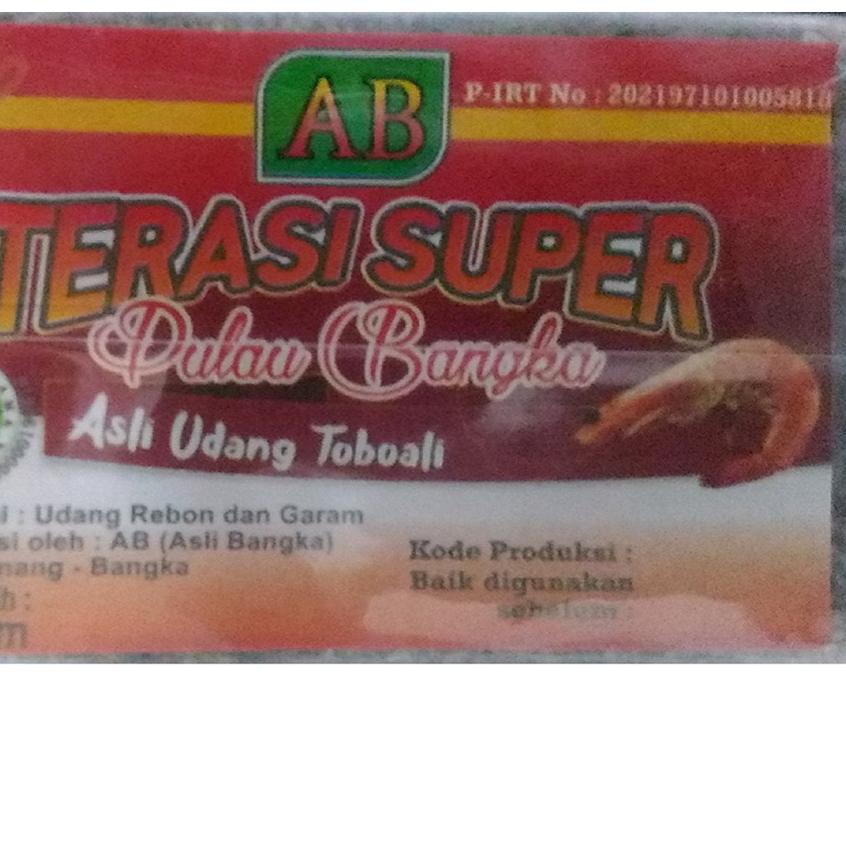 AB
P-IRT No : 202197101005818
TERASI SUPER
Pulau Bangka
Asli Udang Toboali
: Udang Rebon dan Garam
oleh : AB (Asli Bangka)
- Bangka
Kode Produksi :
Baik digunakan
sebelum :